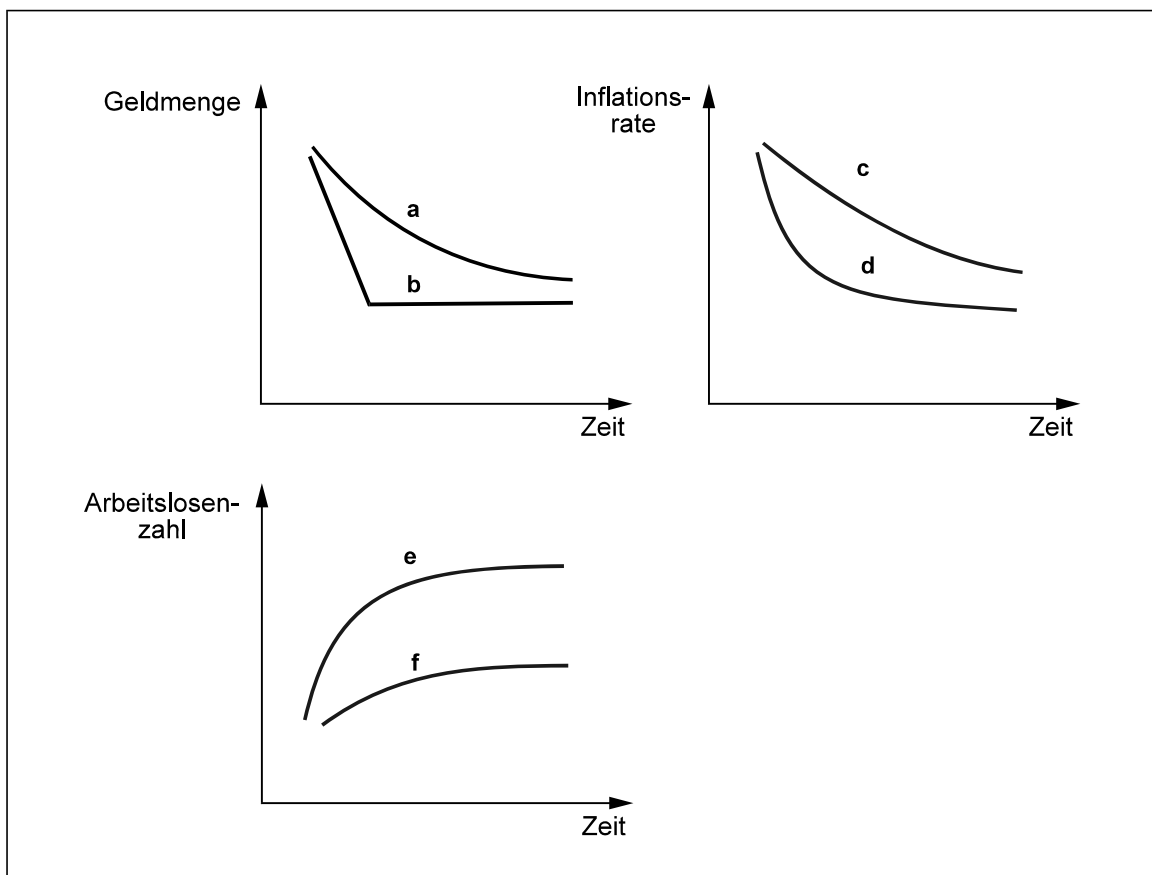 Geldmenge
a
b
Zeit
Inflations-
rate
c
d
Zeit
Arbeitslosen-
zahl
e
f
Zeit